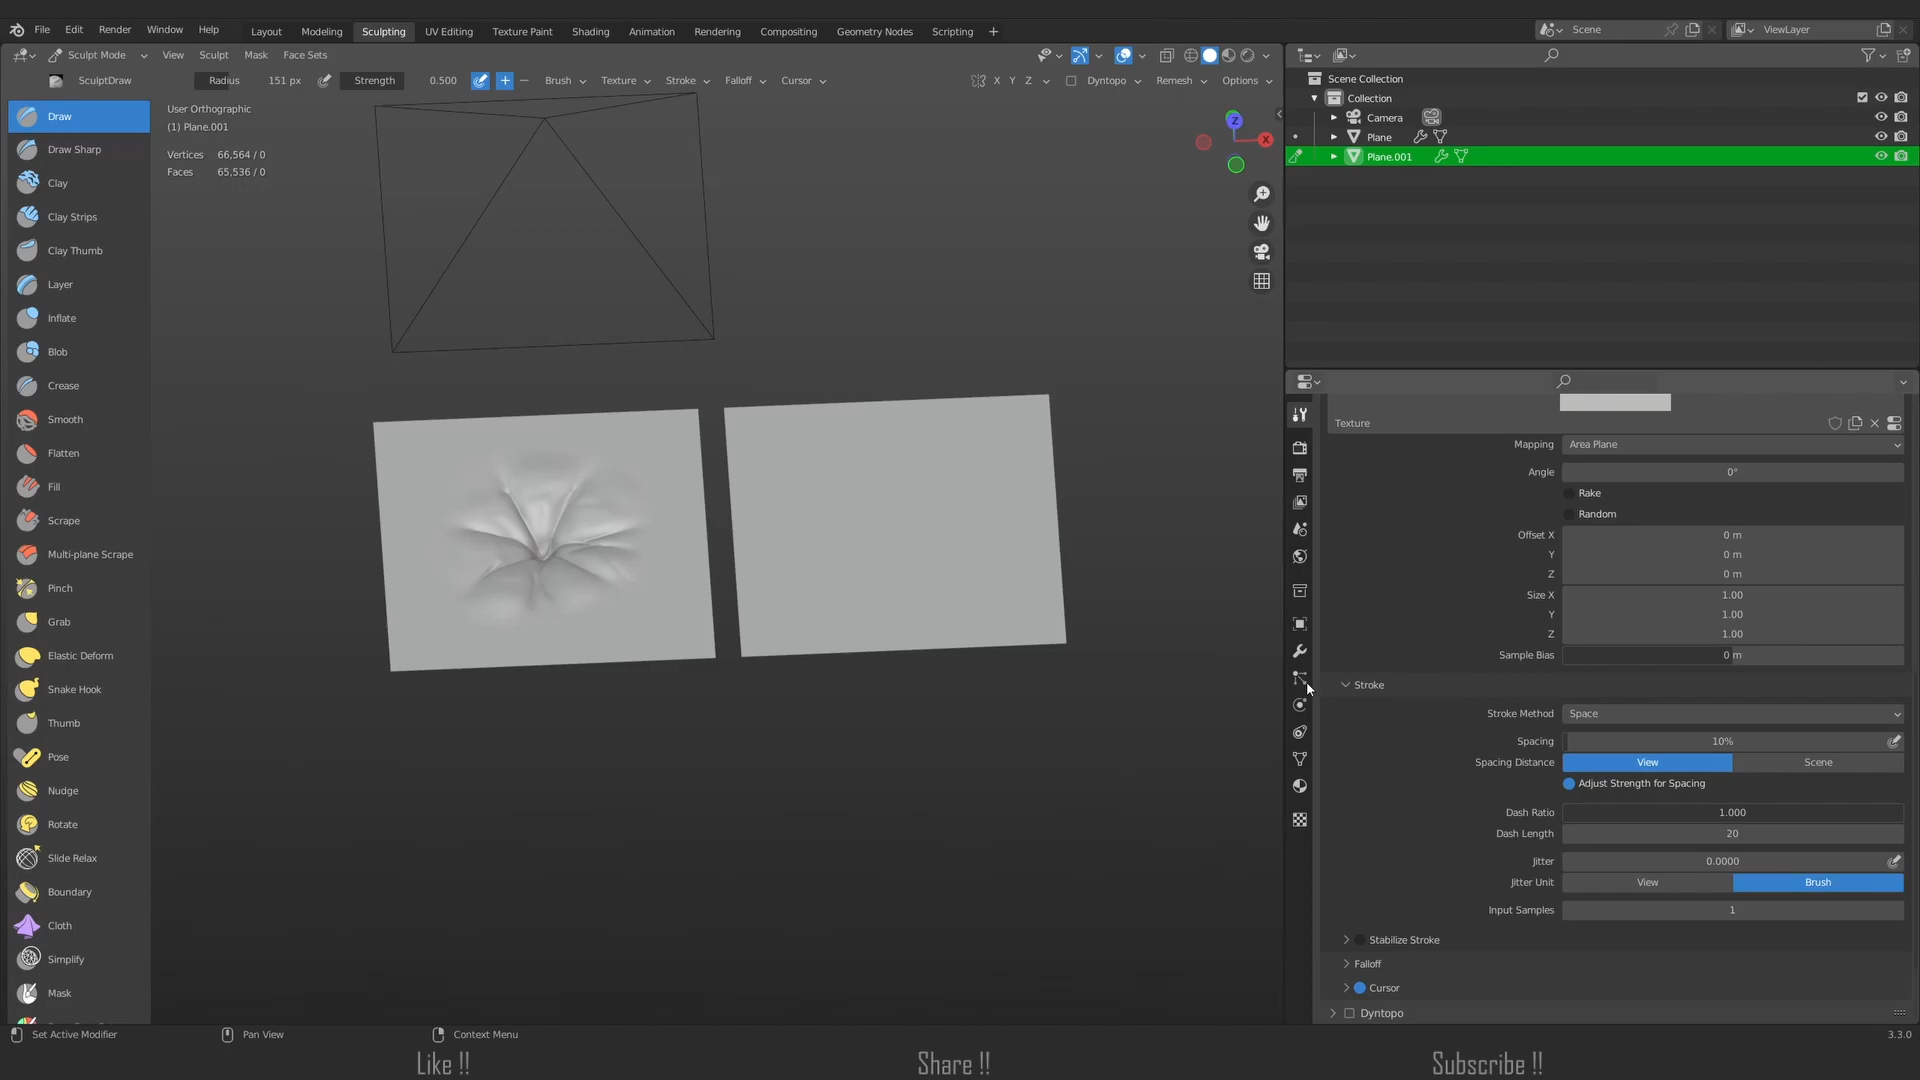 File Edit Render Window Help Layout Modeling Sculpting UV Editing Texture Paint Shading Animation Rendering Compositing Geometry Nodes Scripting + Scene ViewLayer
Sculpt Mode View Sculpt Mask Face Sets
SculptDraw Radius 151 px Strength 0.500 Brush Texture Stroke Falloff Cursor X Y Z Dyntopo Remesh Options
Draw
Draw Sharp
Clay
Clay Strips
Clay Thumb
Layer
Inflate
Blob
Crease
Smooth
Flatten
Fill
Scrape
Multi-plane Scrape
Pinch
Grab
Elastic Deform
Snake Hook
Thumb
Pose
Nudge
Rotate
Slide Relax
Boundary
Cloth
Simplify
Mask
User Orthographic
(1) Plane.001
Vertices 66,564 / 0
Faces 65,536 / 0
Z
X
Scene Collection
Collection
Camera
Plane
Plane.001
Texture
Mapping Area Plane
Angle 0°
Rake
Random
Offset X 0 m
Y 0 m
Z 0 m
Size X 1.00
Y 1.00
Z 1.00
Sample Bias 0 m
Stroke
Stroke Method Space
Spacing 10%
Spacing Distance View Scene
Adjust Strength for Spacing
Dash Ratio 1.000
Dash Length 20
Jitter 0.0000
Jitter Unit View Brush
Input Samples 1
Stabilize Stroke
Falloff
Cursor
Dyntopo
Set Active Modifier Pan View Context Menu 3.3.0
Like !! Share !! Subscribe !!